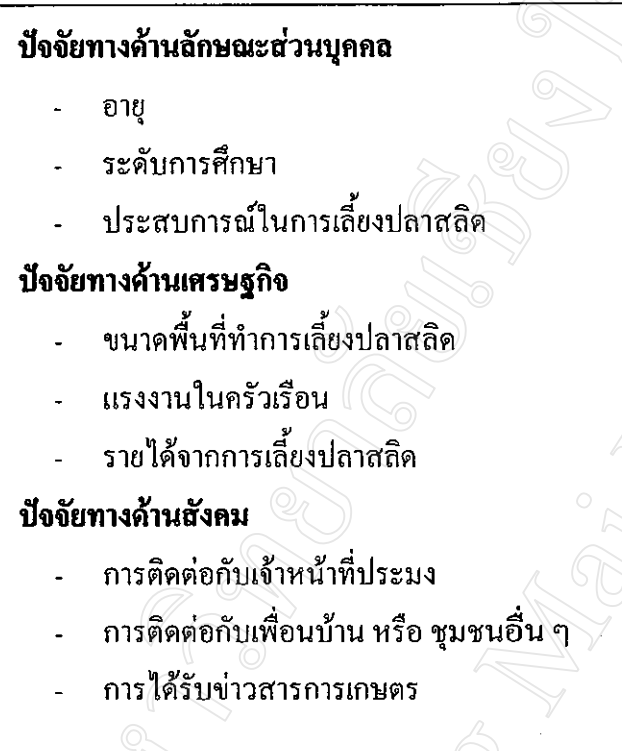 ปัจจัยทางด้านลักษณะส่วนบุคคล
- อายุ
- ระดับการศึกษา
- ประสบการณ์ในการเลี้ยงปลาสลิด
ปัจจัยทางด้านเศรษฐกิจ
- ขนาดพื้นที่ทำการเลี้ยงปลาสลิด
- แรงงานในครัวเรือน
- รายได้จากการเลี้ยงปลาสลิด
ปัจจัยทางด้านสังคม
- การติดต่อกับเจ้าหน้าที่ประมง
- การติดต่อกับเพื่อนบ้าน หรือ ชุมชนอื่น ๆ
- การได้รับข่าวสารการเกษตร